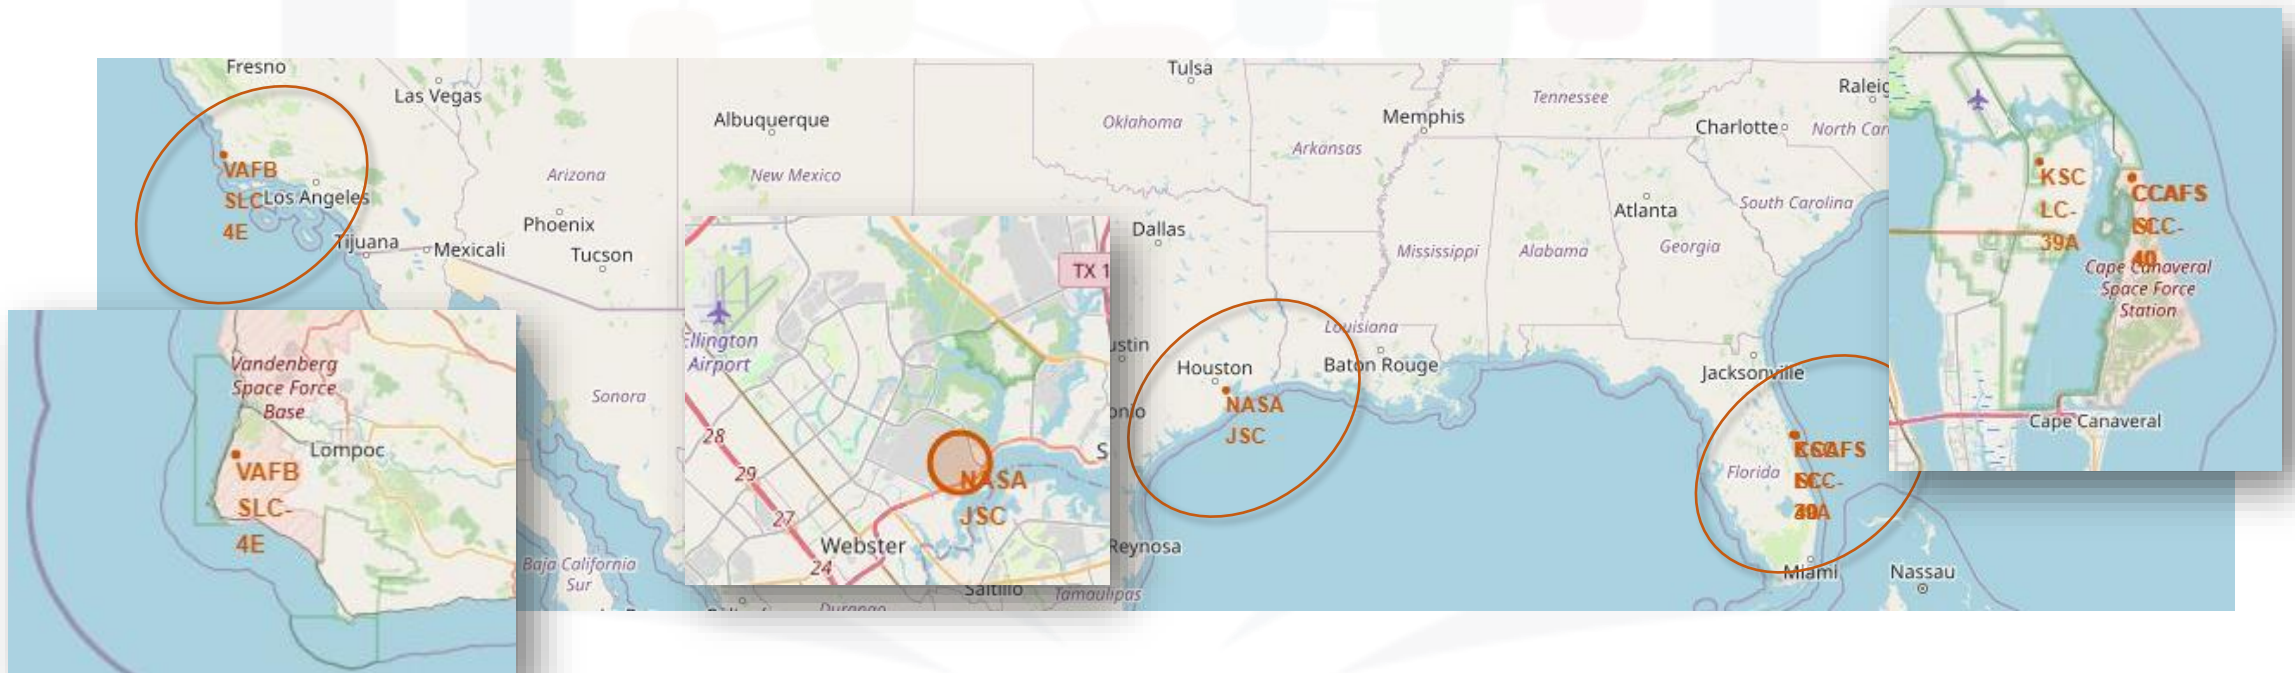 Fresno
Las Vegas
Albuquerque
Tulsa
Oklahoma
Memphis
Tennessee
Charlotte
North Car
Raleig
Arizona
New Mexico
Arkansas
VAFB
SLC-
4E
Los Angeles
Phoenix
Tucson
Tijuana
Mexicali
Dallas
Atlanta
South Carolina
Mississippi
Alabama
Georgia
Sonora
Louisiana
Houston
Baton Rouge
Jacksonville
NASA
JSC
Florida
Miami
Nassau
Reynosa
Baja California
Sur
Saltillo
Tamaulipas
Durango
Vandenberg
Space Force
Base
Lompoc
VAFB
SLC-
4E
TX 1
Ellington
Airport
28
29
27
24
NASA
JSC
Webster
KSC
LC-
39A
CCAFS
40
Cape Canaveral
Space Force
Station
Cape Canaveral